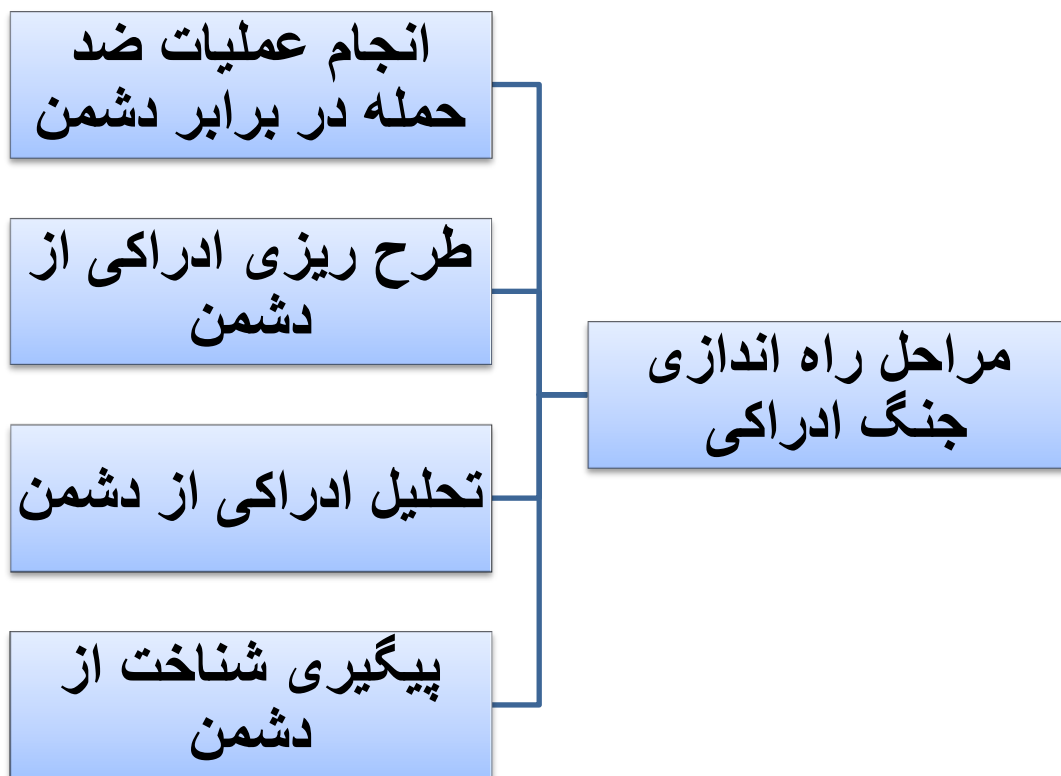 مراحل راه اندازی
جنگ ادراکی
انجام عملیات ضد
حمله در برابر دشمن
طرح ریزی ادراکی از
دشمن
تحلیل ادراکی از دشمن
پیگیری شناخت از
دشمن